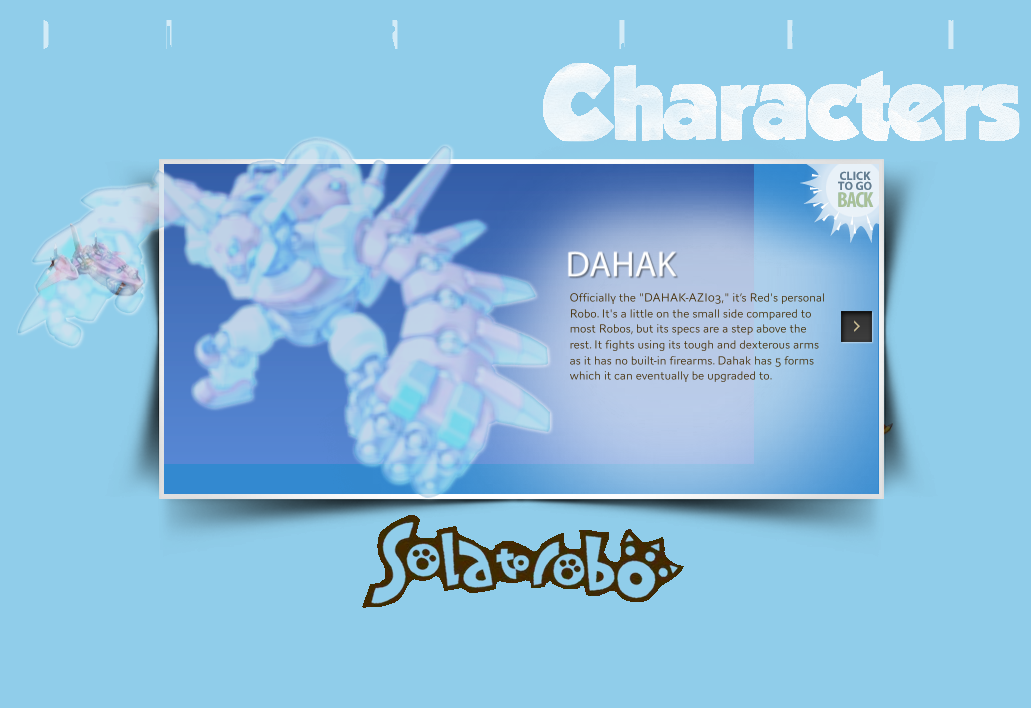 Characters
CLICK
TO GO
BACK
DAHAK
Officially the "DAHAK-AZI03," it's Red's personal
Robo. It's a little on the small side compared to
most Robos, but its specs are a step above the
rest. It fights using its tough and dexterous arms
as it has no built-in firearms. Dahak has 5 forms
which it can eventually be upgraded to.
Solatorobo